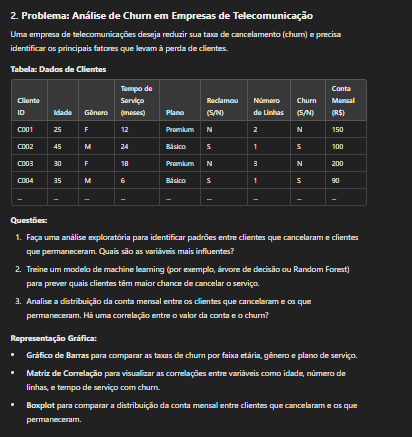 2. Problema: Análise de Churn em Empresas de Telecomunicação
Uma empresa de telecomunicações deseja reduzir sua taxa de cancelamento (churn) e precisa
identificar os principais fatores que levam à perda de clientes.
Tabela: Dados de Clientes
Cliente ID Idade Gênero Tempo de Serviço (meses) Plano Reclamou (S/N) Número de Linhas Churn (S/N) Conta Mensal (R$)
C001 25 F 12 Premium N 2 N 150
C002 45 M 24 Básico S 1 S 100
C003 30 F 18 Premium N 3 N 200
C004 35 M 6 Básico S 1 S 90
... ... ... ... ... ... ... ... ...
Questões:
1. Faça uma análise exploratória para identificar padrões entre clientes que cancelaram e clientes
que permaneceram. Quais são as variáveis mais influentes?
2. Treine um modelo de machine learning (por exemplo, árvore de decisão ou Random Forest)
para prever quais clientes têm maior chance de cancelar o serviço.
3. Analise a distribuição da conta mensal entre os clientes que cancelaram e os que
permaneceram. Há uma correlação entre o valor da conta e o churn?
Representação Gráfica:
• Gráfico de Barras para comparar as taxas de churn por faixa etária, gênero e plano de serviço.
• Matriz de Correlação para visualizar as correlações entre variáveis como idade, número de
linhas, e tempo de serviço com churn.
• Boxplot para comparar a distribuição da conta mensal entre clientes que cancelaram e os que
permaneceram.